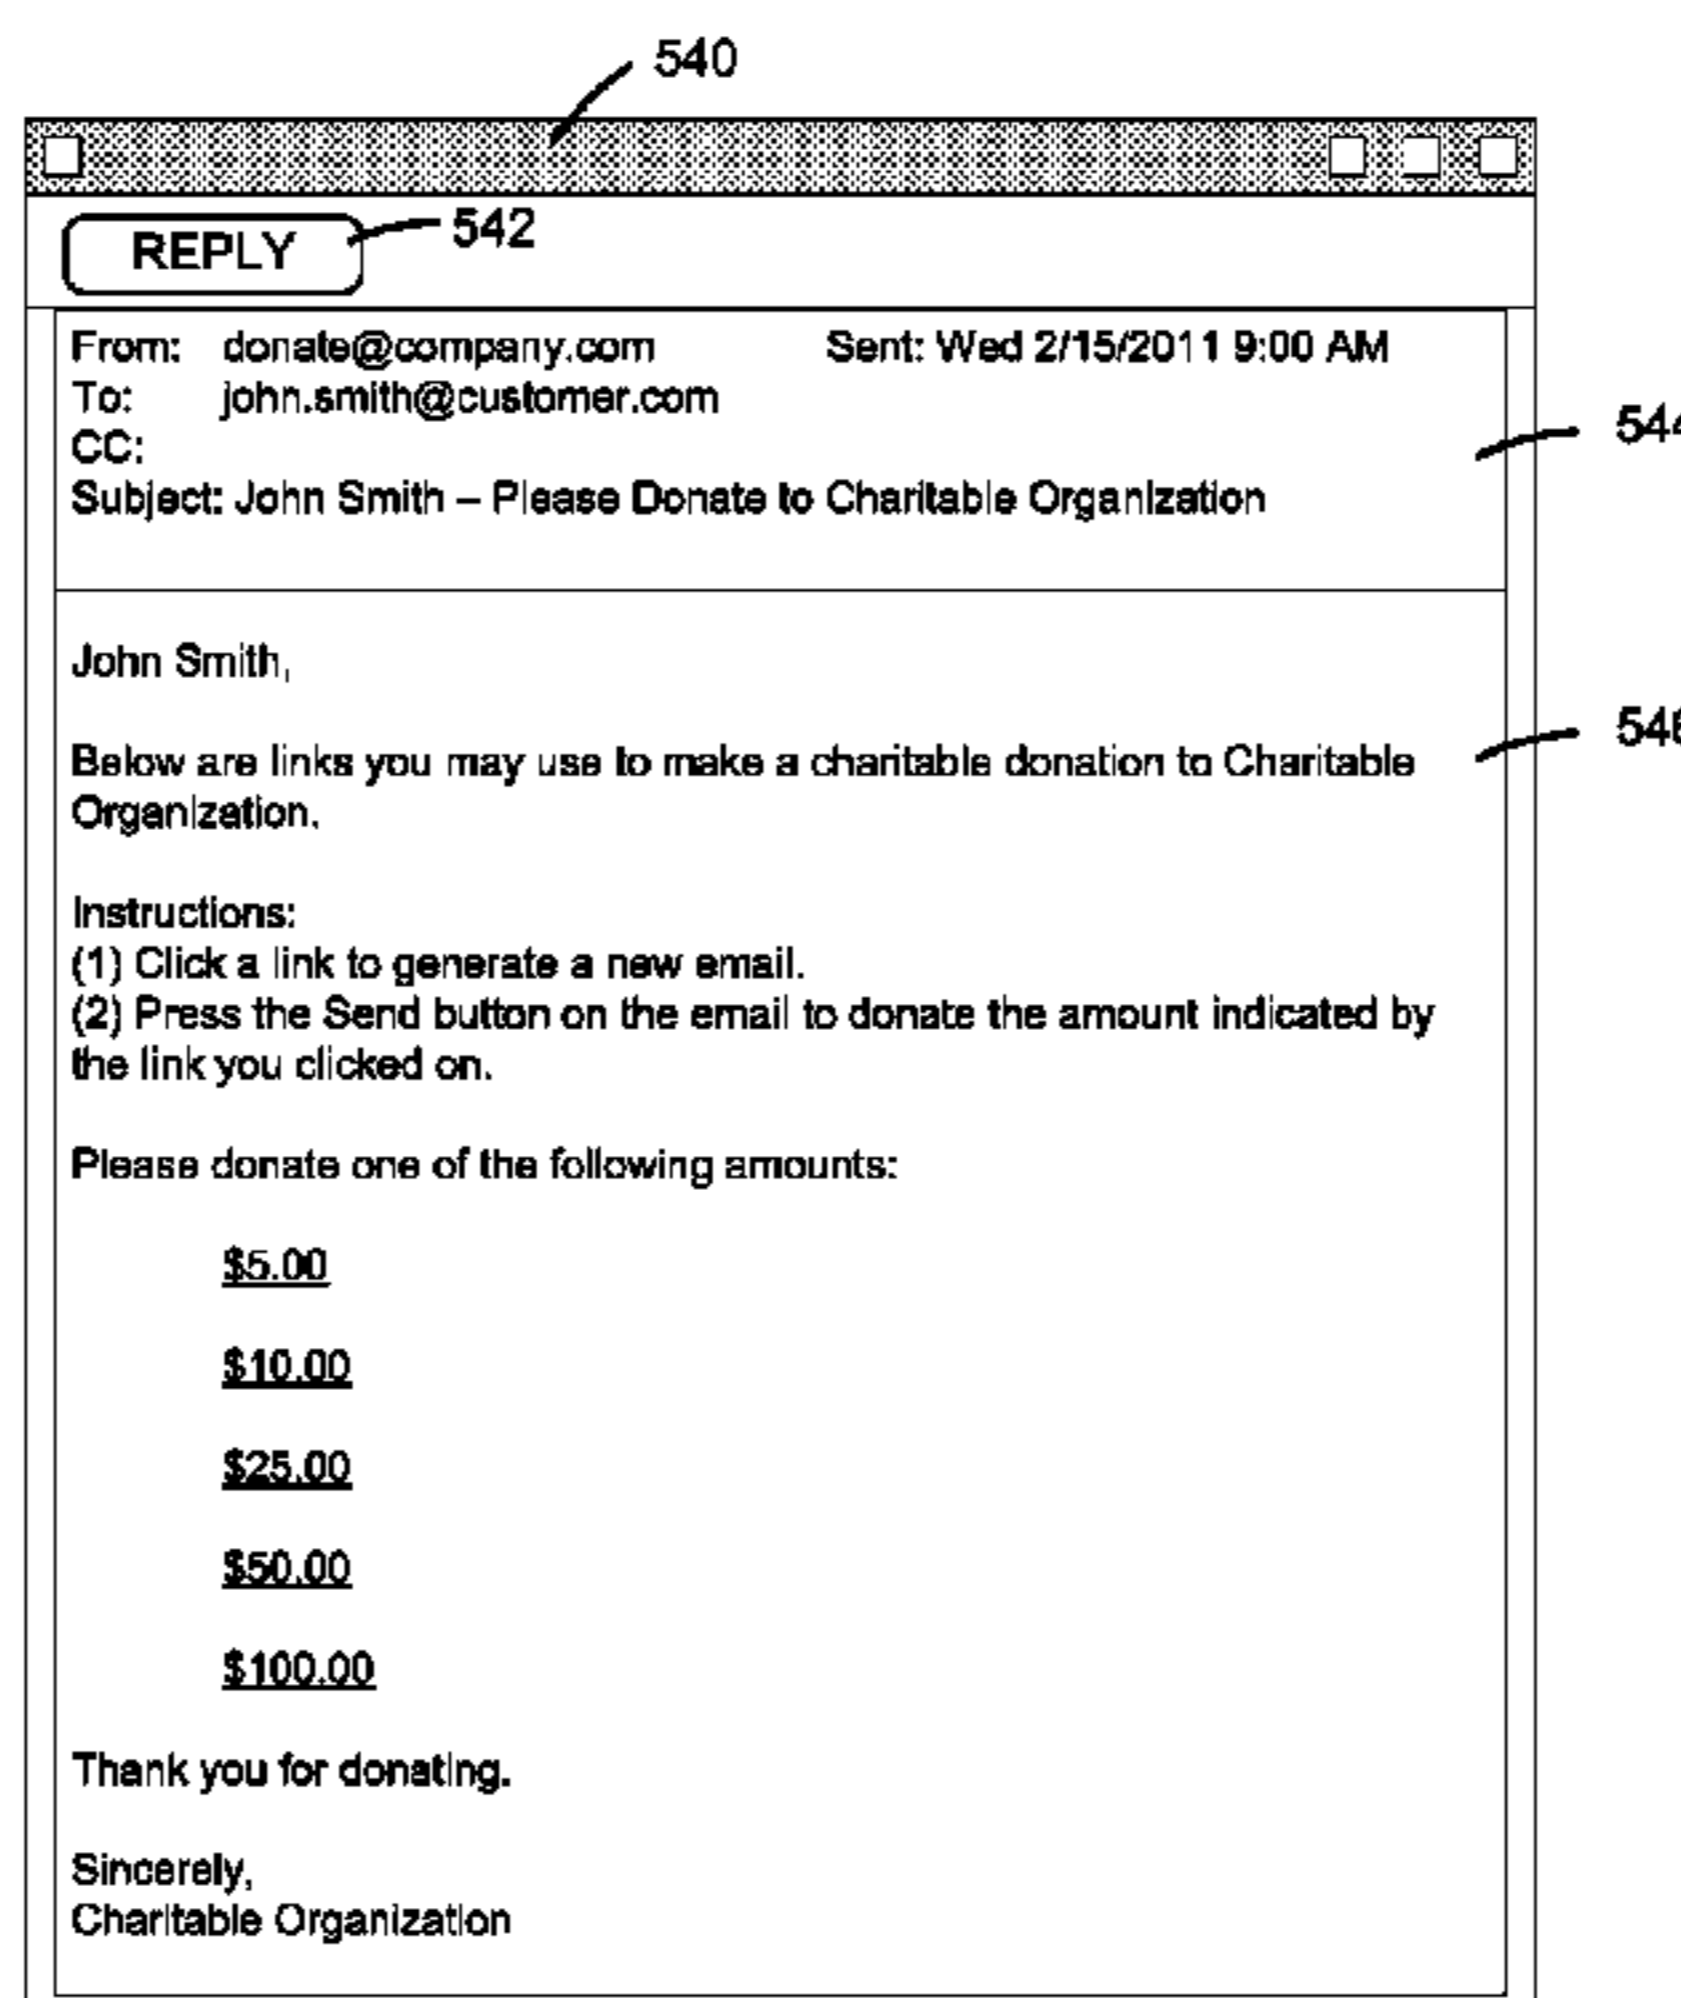 540
REPLY 542
From: donate@company.com Sent: Wed 2/15/2011 9:00 AM
To: john.smith@customer.com
CC:
544
Subject: John Smith – Please Donate to Charitable Organization
John Smith,
546
Below are links you may use to make a charitable donation to Charitable
Organization.
Instructions:
(1) Click a link to generate a new email.
(2) Press the Send button on the email to donate the amount indicated by
the link you clicked on.
Please donate one of the following amounts:
$5.00
$10.00
$25.00
$50.00
$100.00
Thank you for donating.
Sincerely,
Charitable Organization